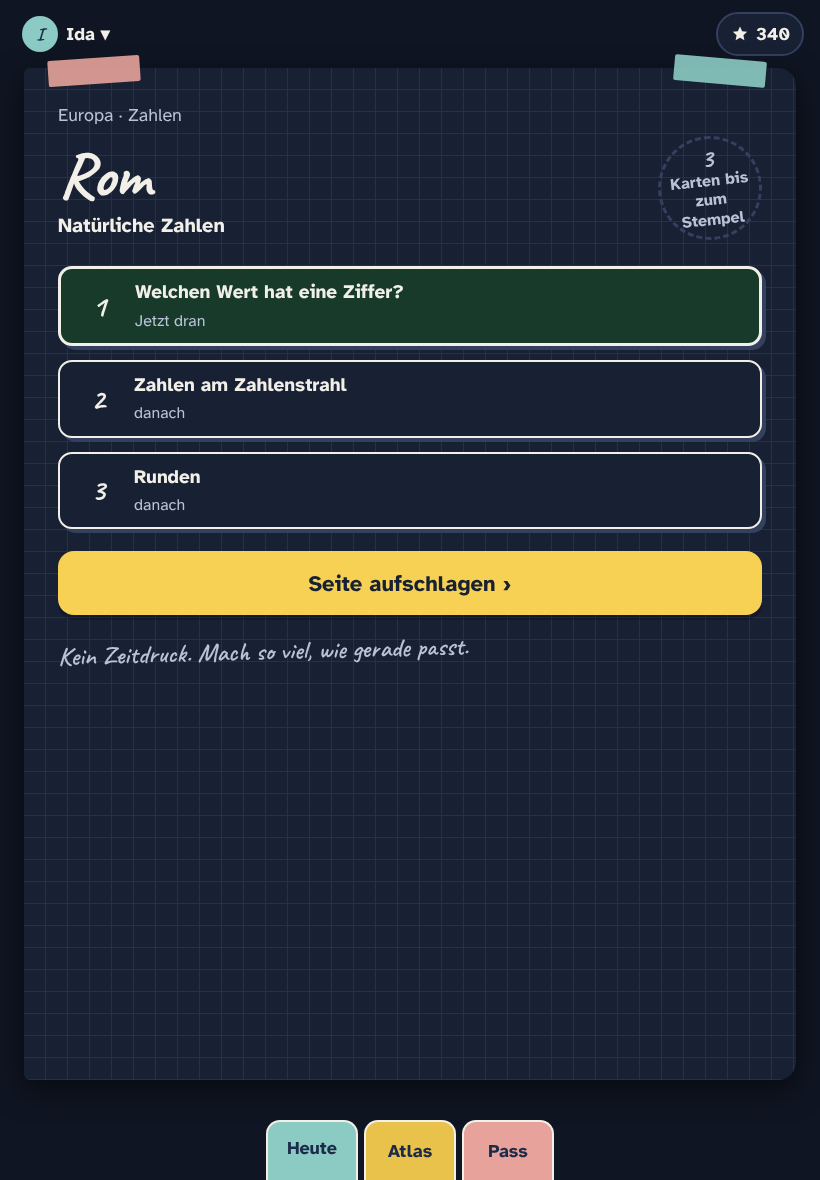 I Ida ▼
★ 340
Europa · Zahlen
Rom
Natürliche Zahlen
3
Karten bis
zum
Stempel
1
Welchen Wert hat eine Ziffer?
Jetzt dran
2
Zahlen am Zahlenstrahl
danach
3
Runden
danach
Seite aufschlagen ›
Kein Zeitdruck. Mach so viel, wie gerade passt.
Heute Atlas Pass